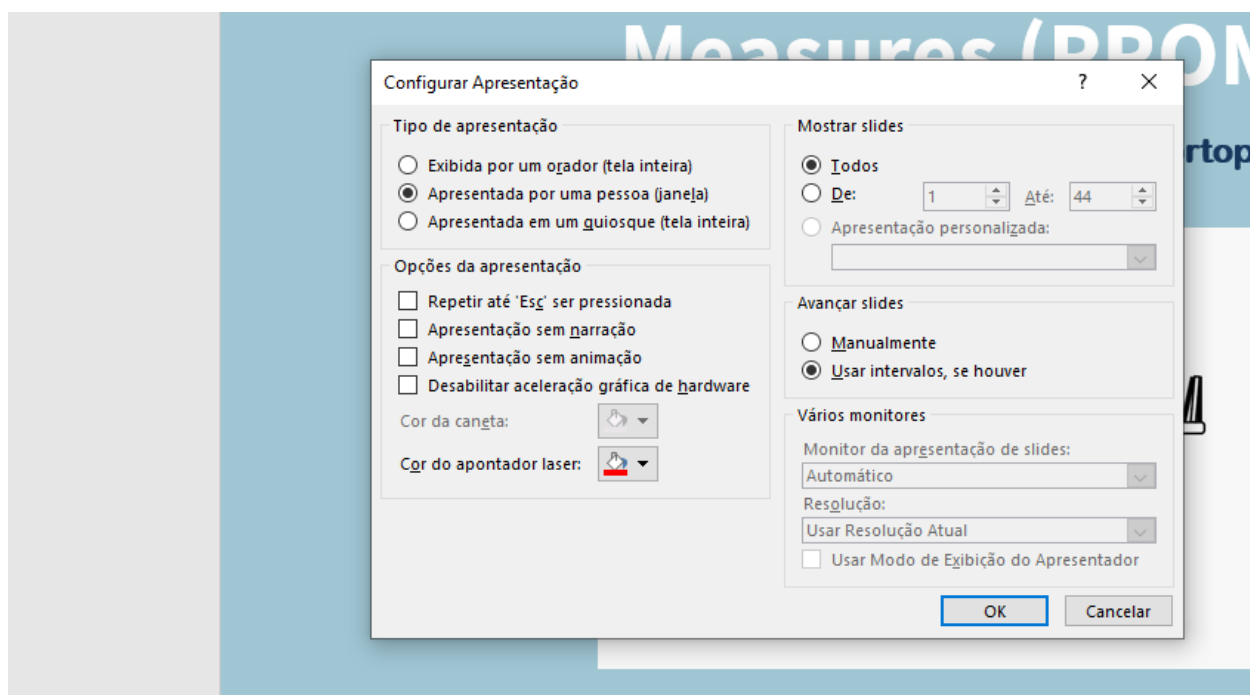 Measures (PROM
Configurar Apresentação
?
Tipo de apresentação
Exibida por um orador (tela inteira)
Apresentada por uma pessoa (janela)
Apresentada em um quiosque (tela inteira)
Opções da apresentação
Repetir até 'Esc' ser pressionada
Apresentação sem narração
Apresentação sem animação
Desabilitar aceleração gráfica de hardware
Cor da caneta:
Cor do apontador laser:
Mostrar slides
Todos
De: 1 Até: 44
Apresentação personalizada:
Avançar slides
Manualmente
Usar intervalos, se houver
Vários monitores
Monitor da apresentação de slides:
Automático
Resolução:
Usar Resolução Atual
Usar Modo de Exibição do Apresentador
OK Cancelar
rtop